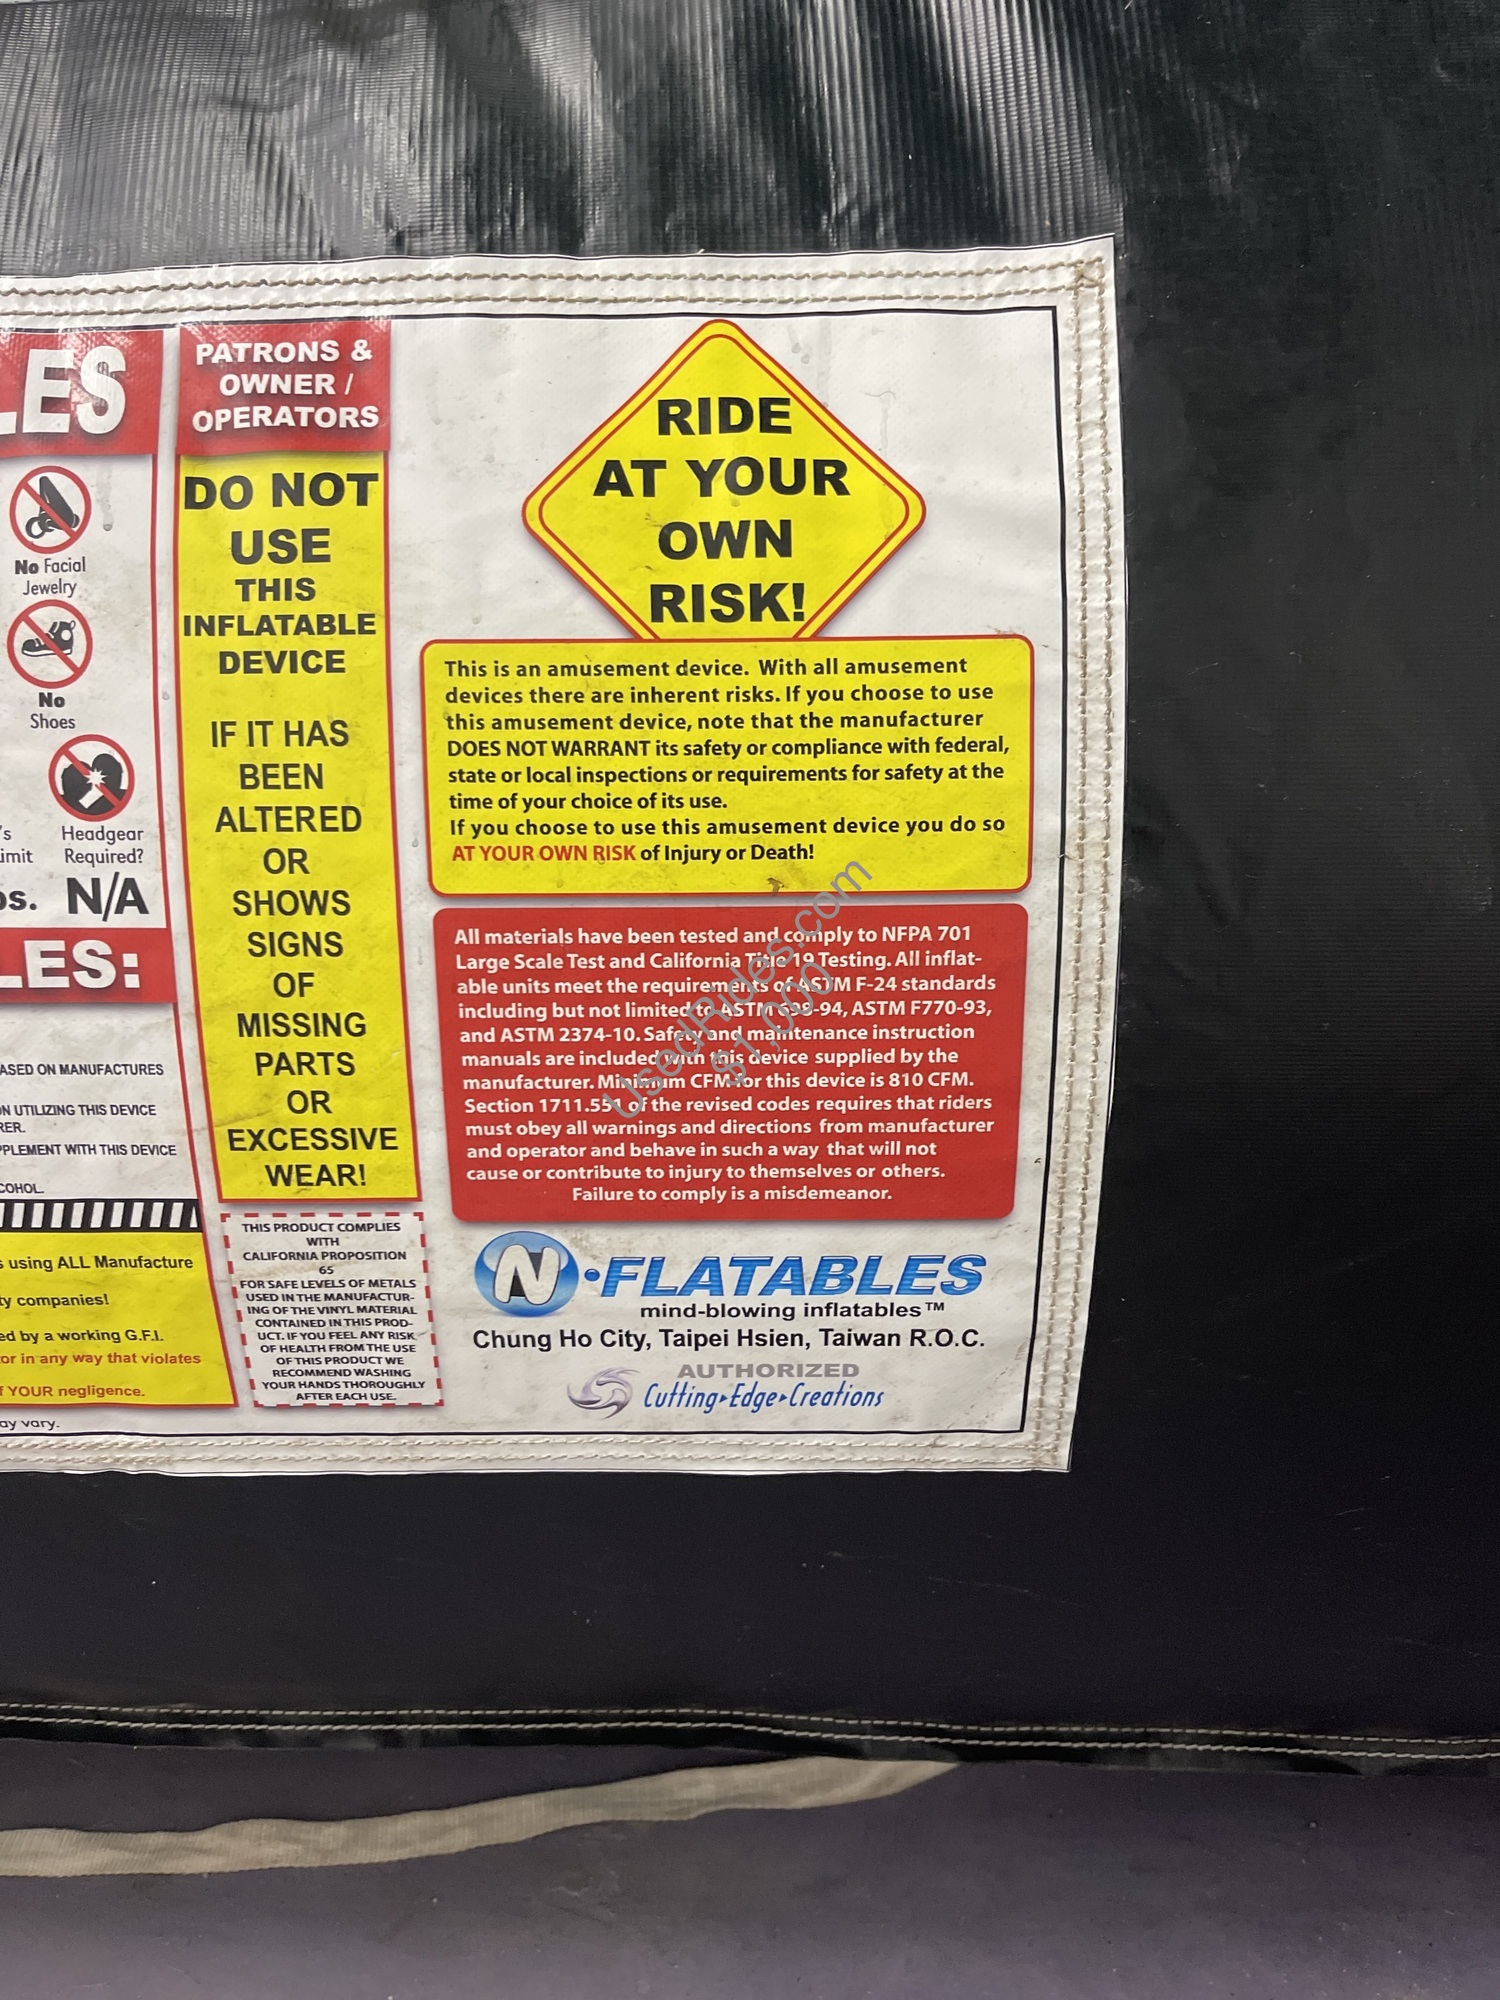 LES
No Facial
Jewelry
No
Shoes
's
Headgear
imit
Required?
bs.
N/A
LES:
ASED ON MANUFACTURES
N UTILIZING THIS DEVICE
RER.
PPLEMENT WITH THIS DEVICE
COHOL.
s using ALL Manufacture
ty companies!
ed by a working G.F.I.
or in any way that violates
f YOUR negligence.
ay vary.
PATRONS &
OWNER /
OPERATORS
DO NOT
USE
THIS
INFLATABLE
DEVICE
IF IT HAS
BEEN
ALTERED
OR
SHOWS
SIGNS
OF
MISSING
PARTS
OR
EXCESSIVE
WEAR!
THIS PRODUCT COMPLIES
WITH
CALIFORNIA PROPOSITION
65
FOR SAFE LEVELS OF METALS
USED IN THE MANUFACTUR-
ING OF THE VINYL MATERIAL
CONTAINED IN THIS PROD-
UCT. IF YOU FEEL ANY RISK
OF HEALTH FROM THE USE
OF THIS PRODUCT WE
RECOMMEND WASHING
YOUR HANDS THOROUGHLY
AFTER EACH USE.
RIDE
AT YOUR
OWN
RISK!
This is an amusement device. With all amusement
devices there are inherent risks. If you choose to use
this amusement device, note that the manufacturer
DOES NOT WARRANT its safety or compliance with federal,
state or local inspections or requirements for safety at the
time of your choice of its use.
If you choose to use this amusement device you do so
AT YOUR OWN RISK of Injury or Death!
All materials have been tested and comply to NFPA 701
Large Scale Test and California Title 19 Testing. All inflat-
able units meet the requirements of ASTM F-24 standards
including but not limited to ASTM 698-94, ASTM F770-93,
and ASTM 2374-10. Safety and maintenance instruction
manuals are included with this device supplied by the
manufacturer. Minimum CFM for this device is 810 CFM.
Section 1711.551 of the revised codes requires that riders
must obey all warnings and directions from manufacturer
and operator and behave in such a way that will not
cause or contribute to injury to themselves or others.
Failure to comply is a misdemeanor.
UsedRides.com
$1,000
N•FLATABLES
mind-blowing inflatables™
Chung Ho City, Taipei Hsien, Taiwan R.O.C.
AUTHORIZED
Cutting▸Edge▸Creations